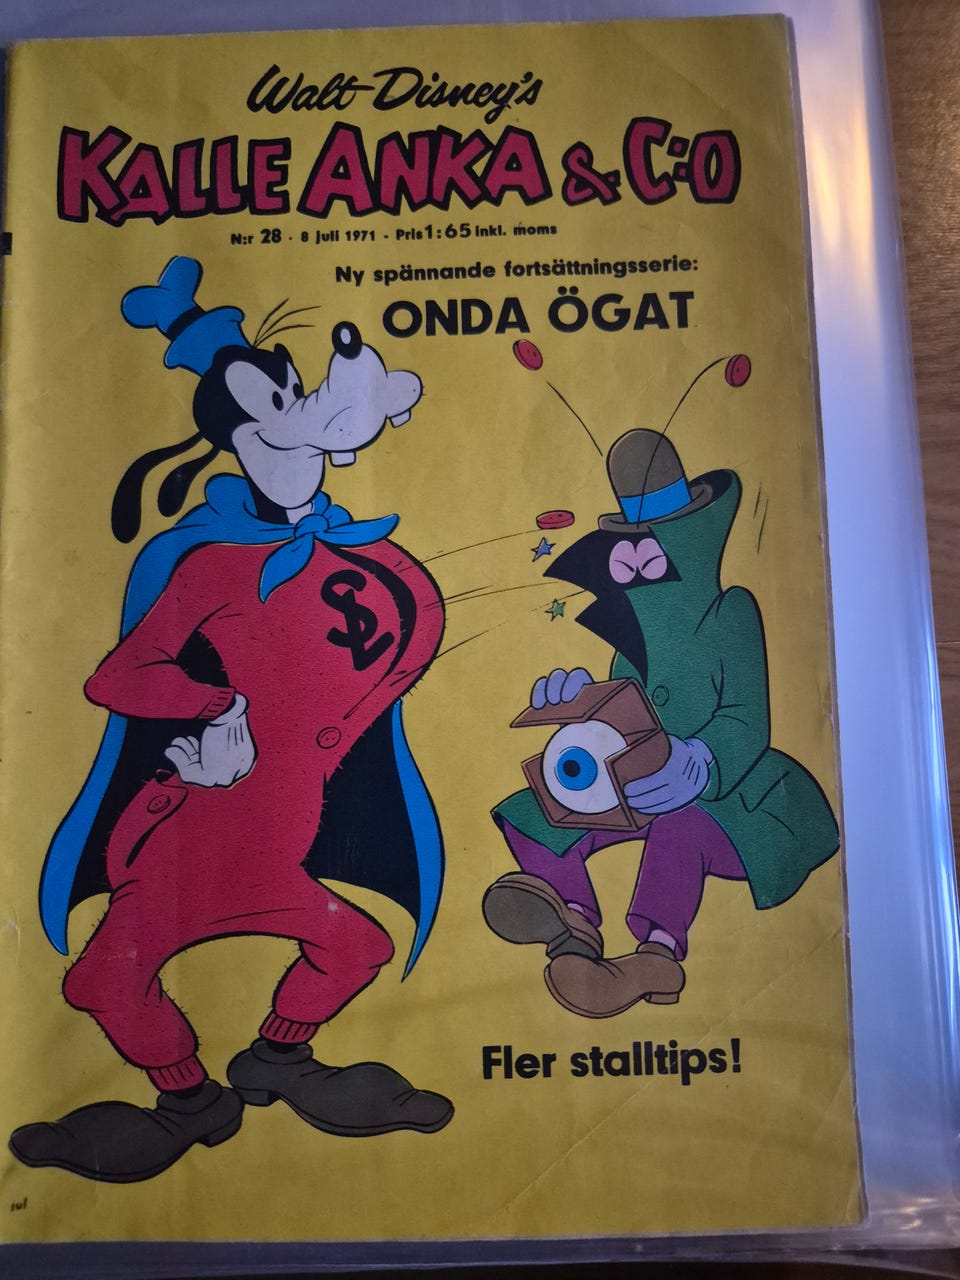 Walt Disney's
KALLE ANKA & C:O
N:r 28 · 8 juli 1971 - Pris 1:65 inkl. moms
Ny spännande fortsättningsserie:
ONDA ÖGAT
SL
Fler stalltips!